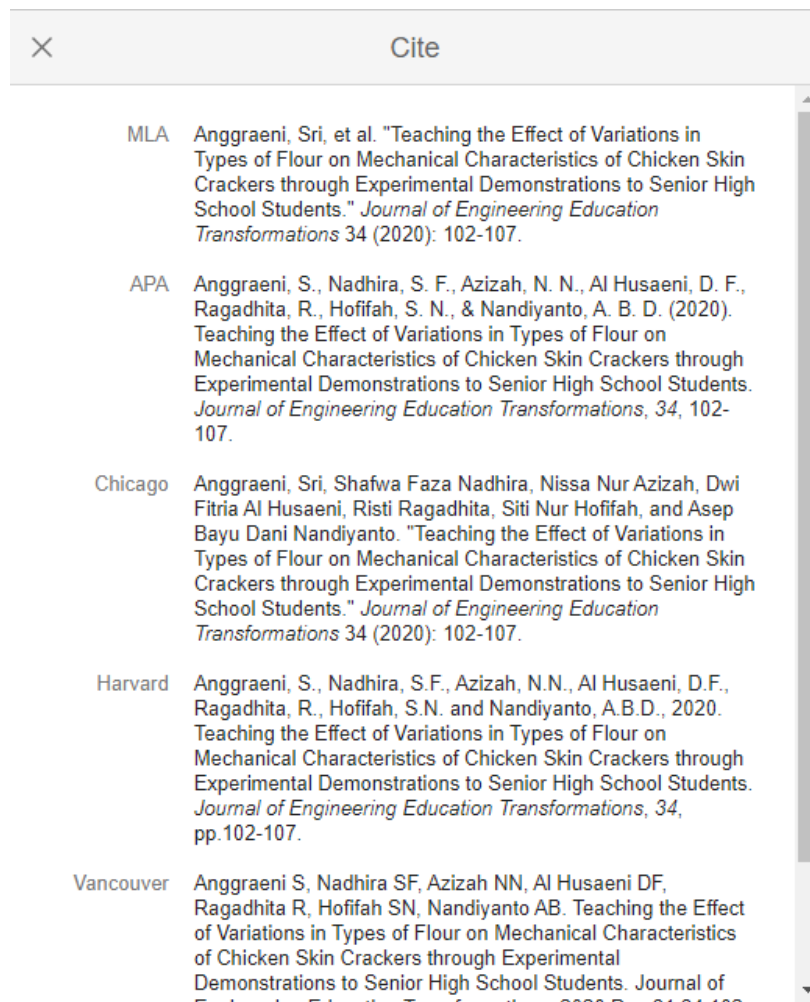 Cite
MLA Anggraeni, Sri, et al. "Teaching the Effect of Variations in
Types of Flour on Mechanical Characteristics of Chicken Skin
Crackers through Experimental Demonstrations to Senior High
School Students." Journal of Engineering Education
Transformations 34 (2020): 102-107.
APA Anggraeni, S., Nadhira, S. F., Azizah, N. N., Al Husaeni, D. F.,
Ragadhita, R., Hofifah, S. N., & Nandiyanto, A. B. D. (2020).
Teaching the Effect of Variations in Types of Flour on
Mechanical Characteristics of Chicken Skin Crackers through
Experimental Demonstrations to Senior High School Students.
Journal of Engineering Education Transformations, 34, 102-
107.
Chicago Anggraeni, Sri, Shafwa Faza Nadhira, Nissa Nur Azizah, Dwi
Fitria Al Husaeni, Risti Ragadhita, Siti Nur Hofifah, and Asep
Bayu Dani Nandiyanto. "Teaching the Effect of Variations in
Types of Flour on Mechanical Characteristics of Chicken Skin
Crackers through Experimental Demonstrations to Senior High
School Students." Journal of Engineering Education
Transformations 34 (2020): 102-107.
Harvard Anggraeni, S., Nadhira, S.F., Azizah, N.N., Al Husaeni, D.F.,
Ragadhita, R., Hofifah, S.N. and Nandiyanto, A.B.D., 2020.
Teaching the Effect of Variations in Types of Flour on
Mechanical Characteristics of Chicken Skin Crackers through
Experimental Demonstrations to Senior High School Students.
Journal of Engineering Education Transformations, 34,
pp.102-107.
Vancouver Anggraeni S, Nadhira SF, Azizah NN, Al Husaeni DF,
Ragadhita R, Hofifah SN, Nandiyanto AB. Teaching the Effect
of Variations in Types of Flour on Mechanical Characteristics
of Chicken Skin Crackers through Experimental
Demonstrations to Senior High School Students. Journal of